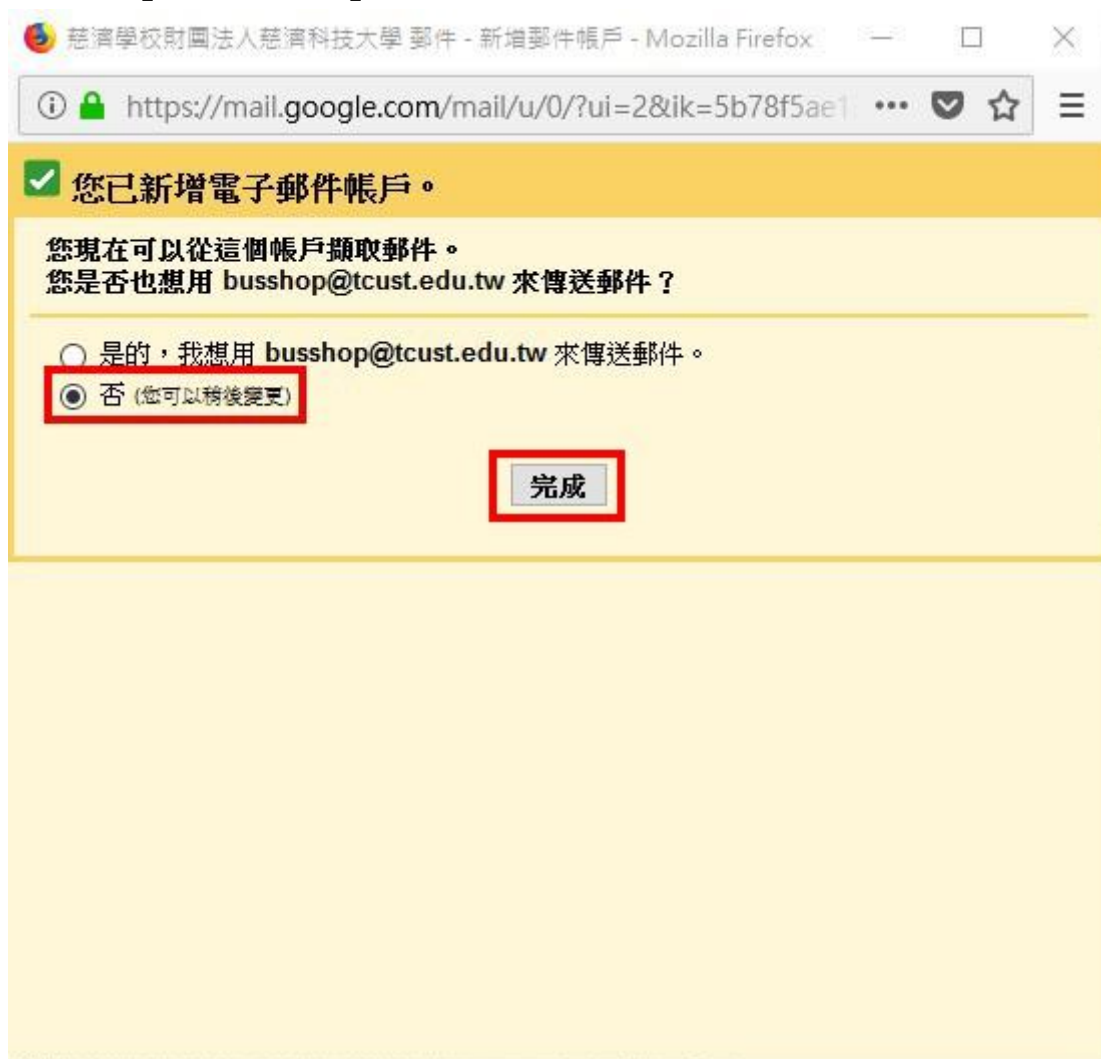 慈濟學校財團法人慈濟科技大學 郵件 - 新增郵件帳戶 - Mozilla Firefox
https://mail.google.com/mail/u/0/?ui=2&ik=5b78f5ae1
您已新增電子郵件帳戶。
您現在可以從這個帳戶擷取郵件。
您是否也想用 busshop@tcust.edu.tw 來傳送郵件？
是的，我想用 busshop@tcust.edu.tw 來傳送郵件。
否 (您可以稍後變更)
完成